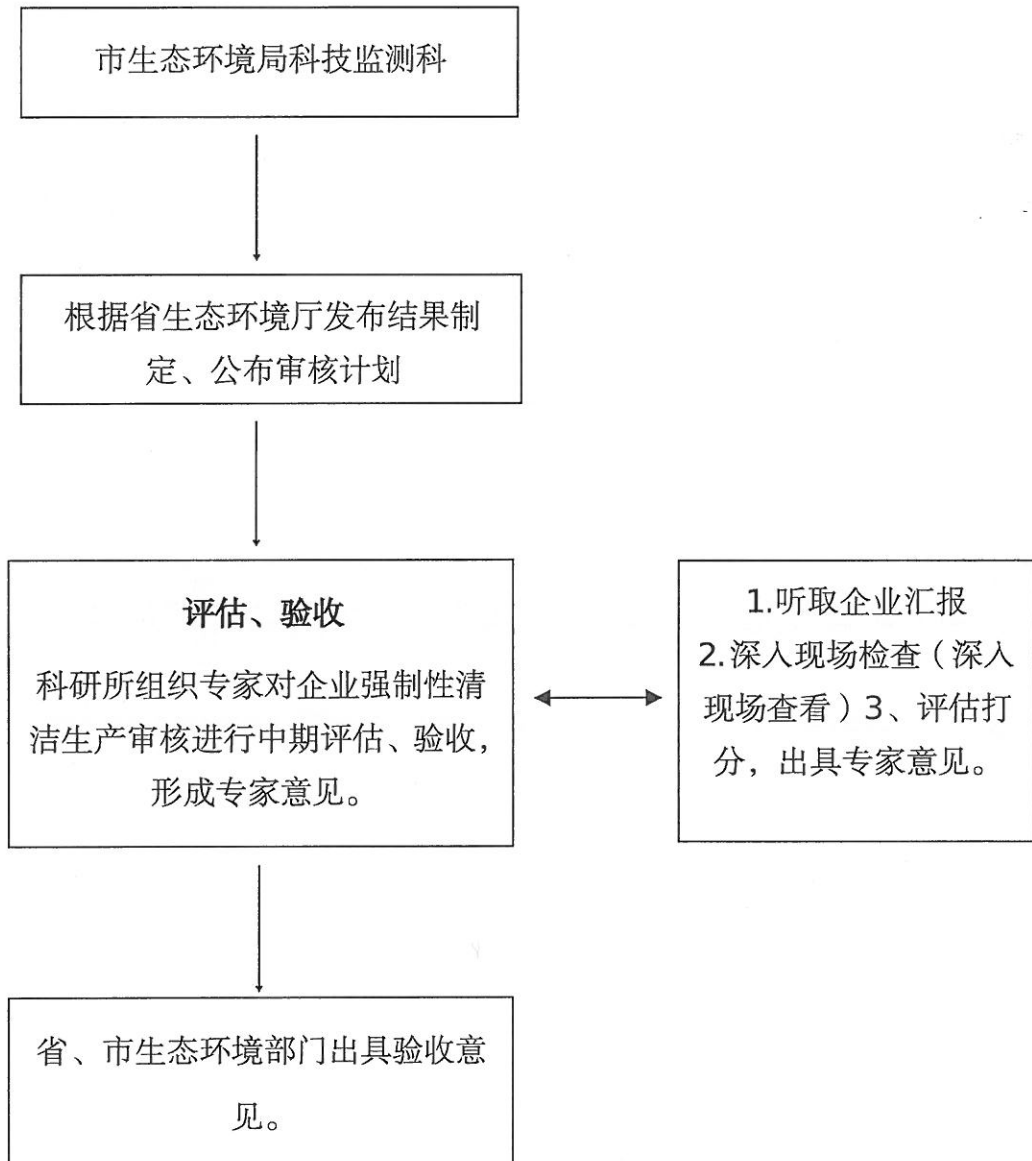 市生态环境局科技监测科
根据省生态环境厅发布结果制
定、公布审核计划
评估、验收
科研所组织专家对企业强制性清
洁生产审核进行中期评估、验收，
形成专家意见。
1.听取企业汇报
2.深入现场检查（深入
现场查看）3、评估打
分，出具专家意见。
省、市生态环境部门出具验收意
见。